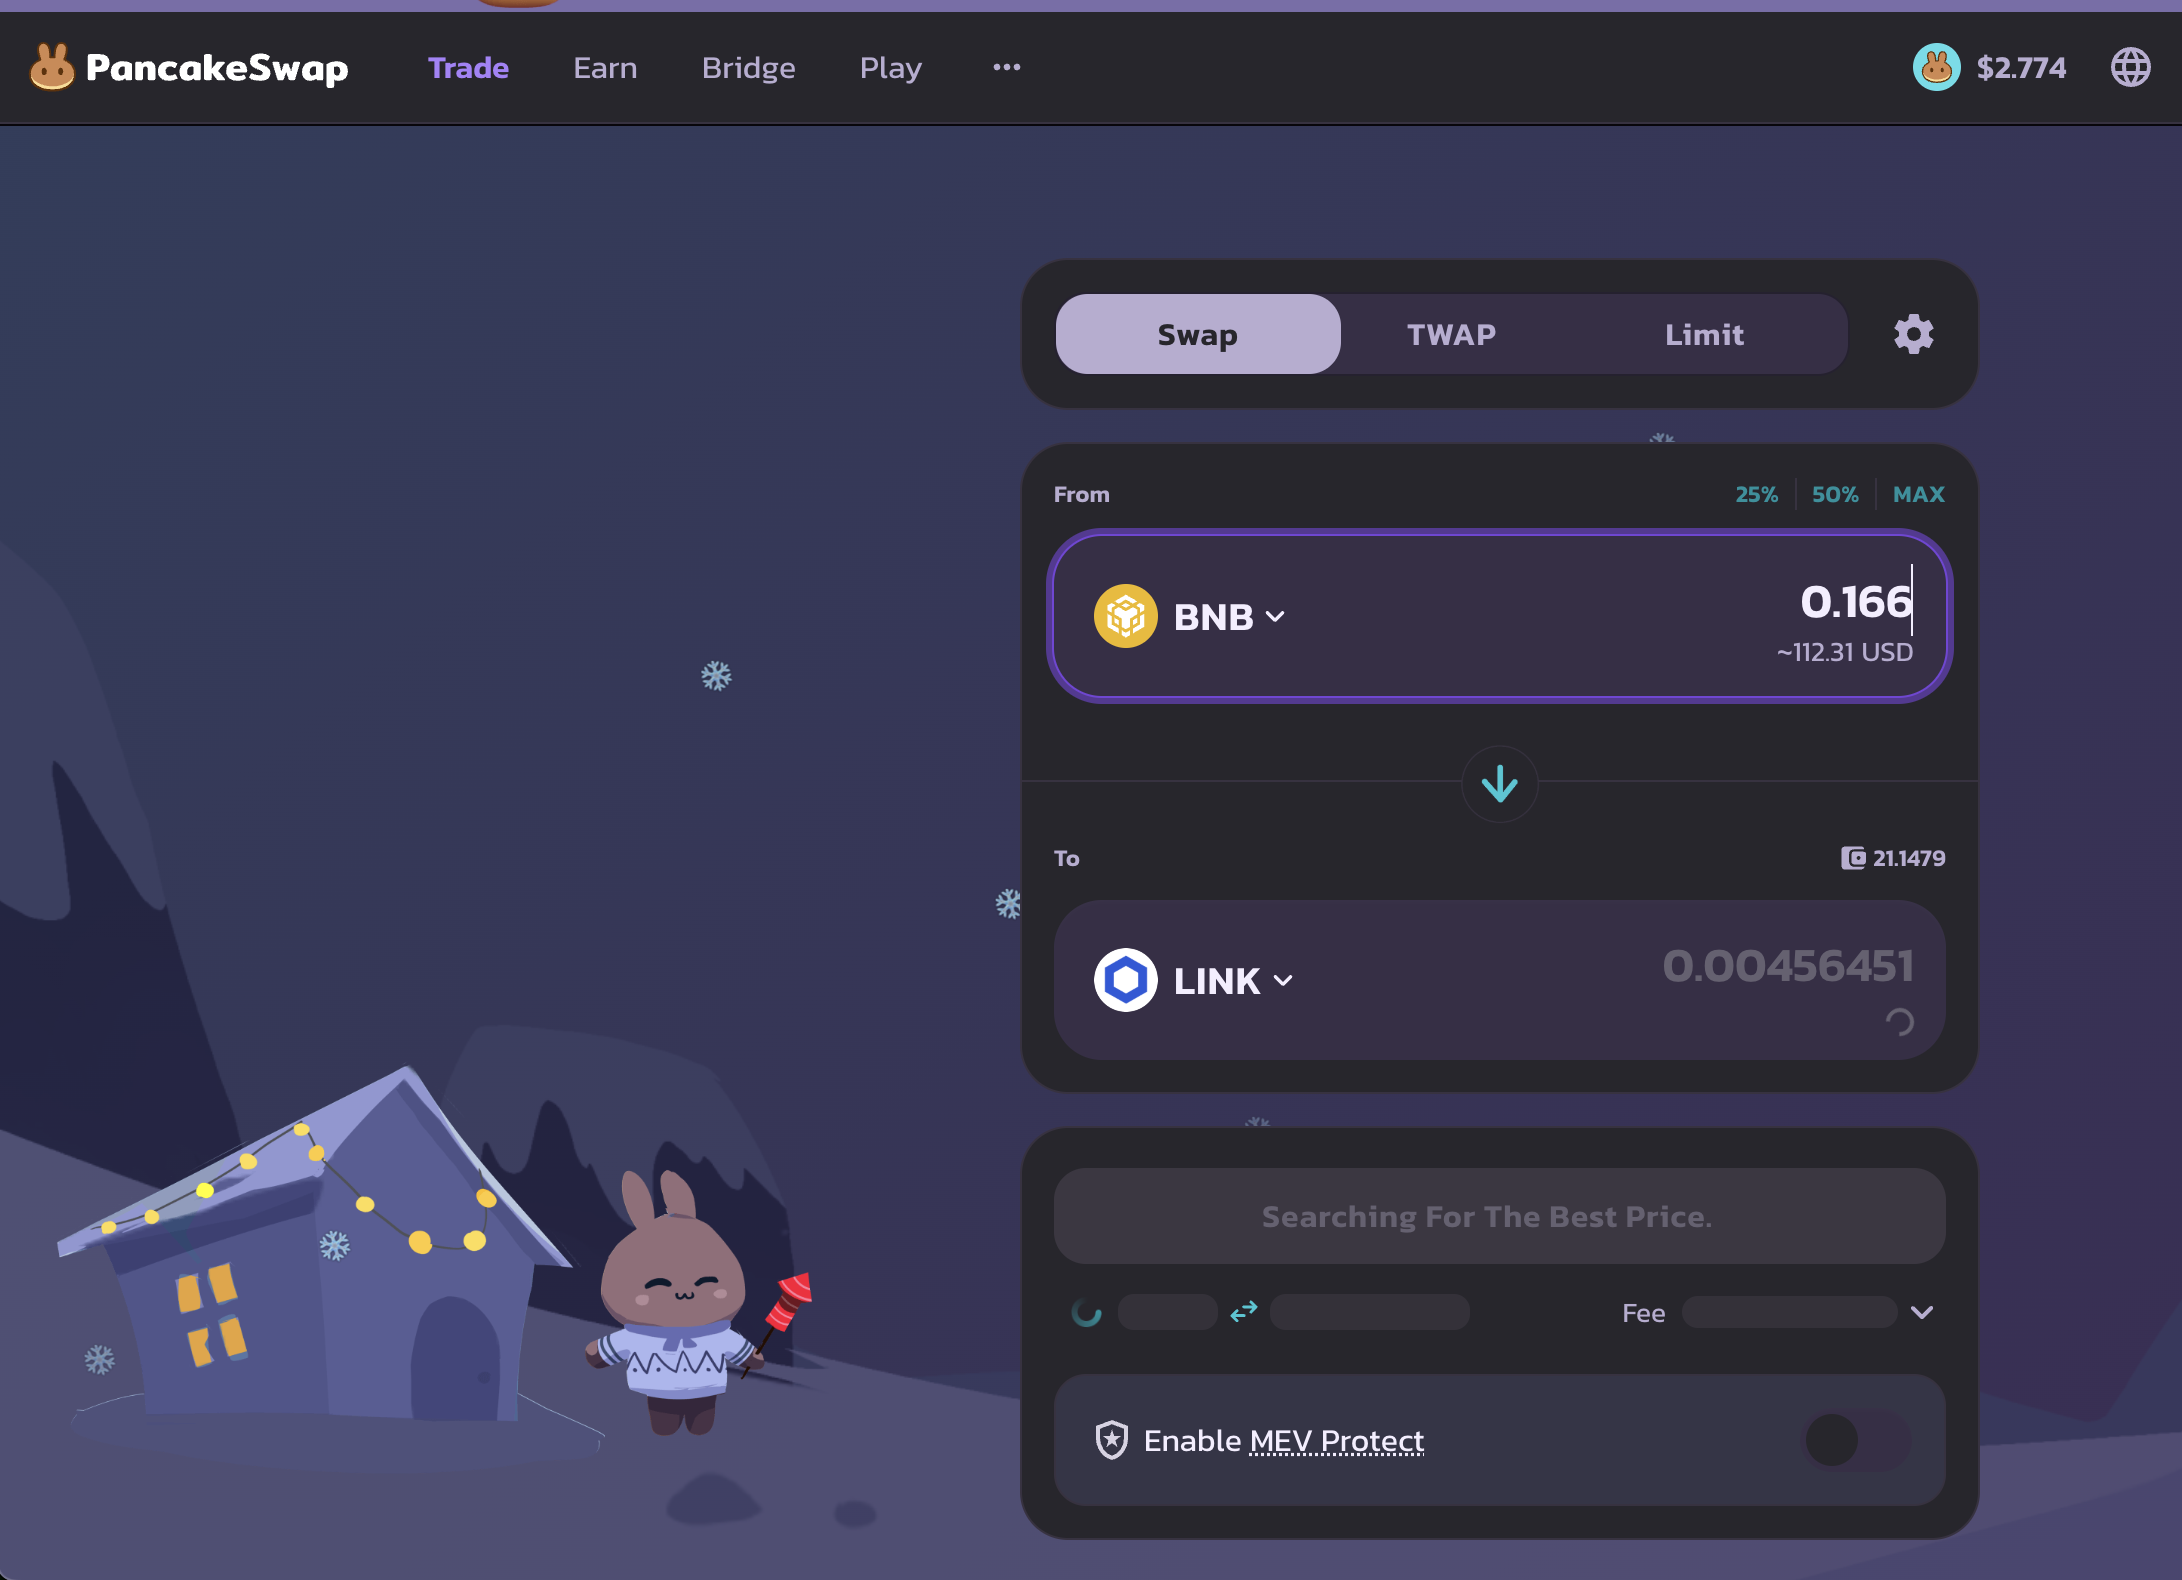 PancakeSwap
Trade
Earn
Bridge
Play
$2.774
Swap
TWAP
Limit
From
25%
50%
MAX
BNB
0.166
~112.31 USD
To
21.1479
LINK
0.00456451
Searching For The Best Price.
Fee
Enable MEV Protect